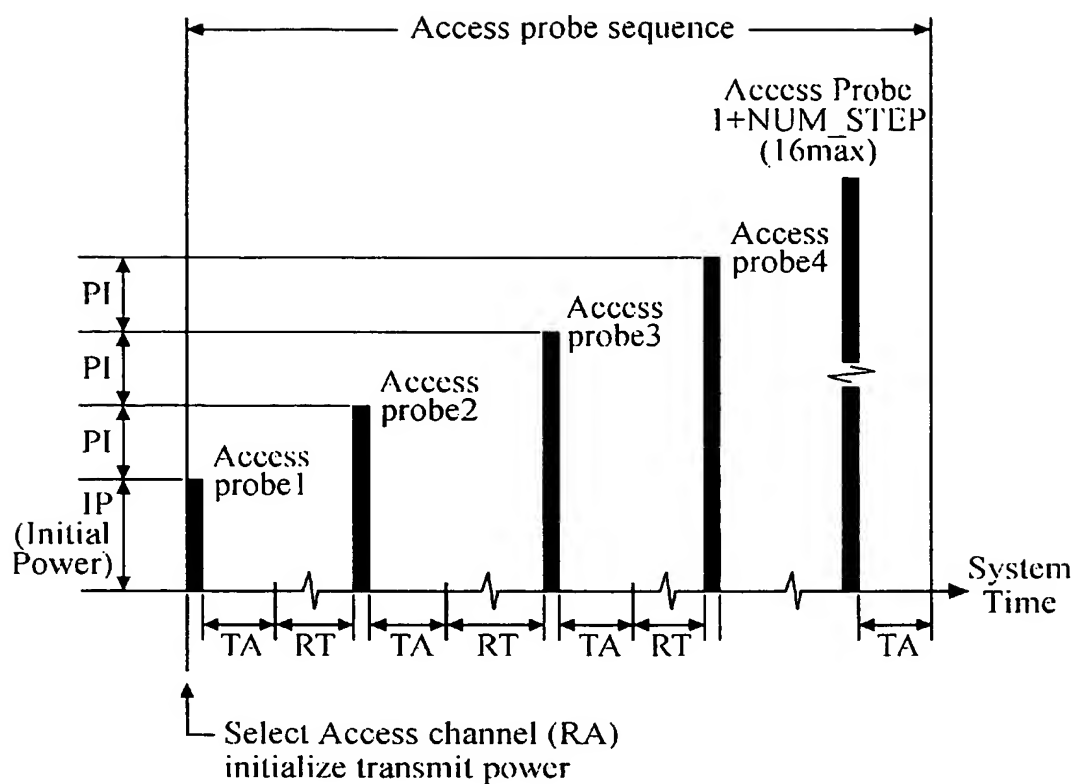 Access probe sequence
Access Probe
1+NUM_STEP
(16max)
Access
probe4
PI
Access
probe3
PI
Access
probe2
PI
Access
probe1
IP
(Initial
Power)
System
Time
TA
RT
TA
RT
TA
RT
TA
Select Access channel (RA)
initialize transmit power